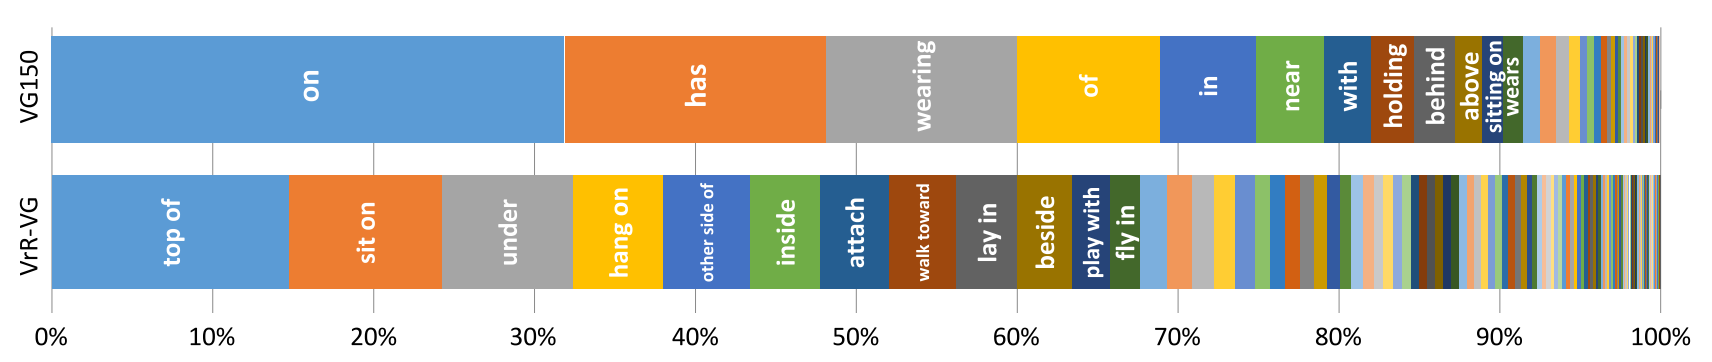 VG150
on
has
wearing
of
in
near
with
holding
behind
above
sitting on
wears
VrR-VG
top of
sit on
under
hang on
other side of
inside
attach
walk toward
lay in
beside
play with
fly in
0% 10% 20% 30% 40% 50% 60% 70% 80% 90% 100%